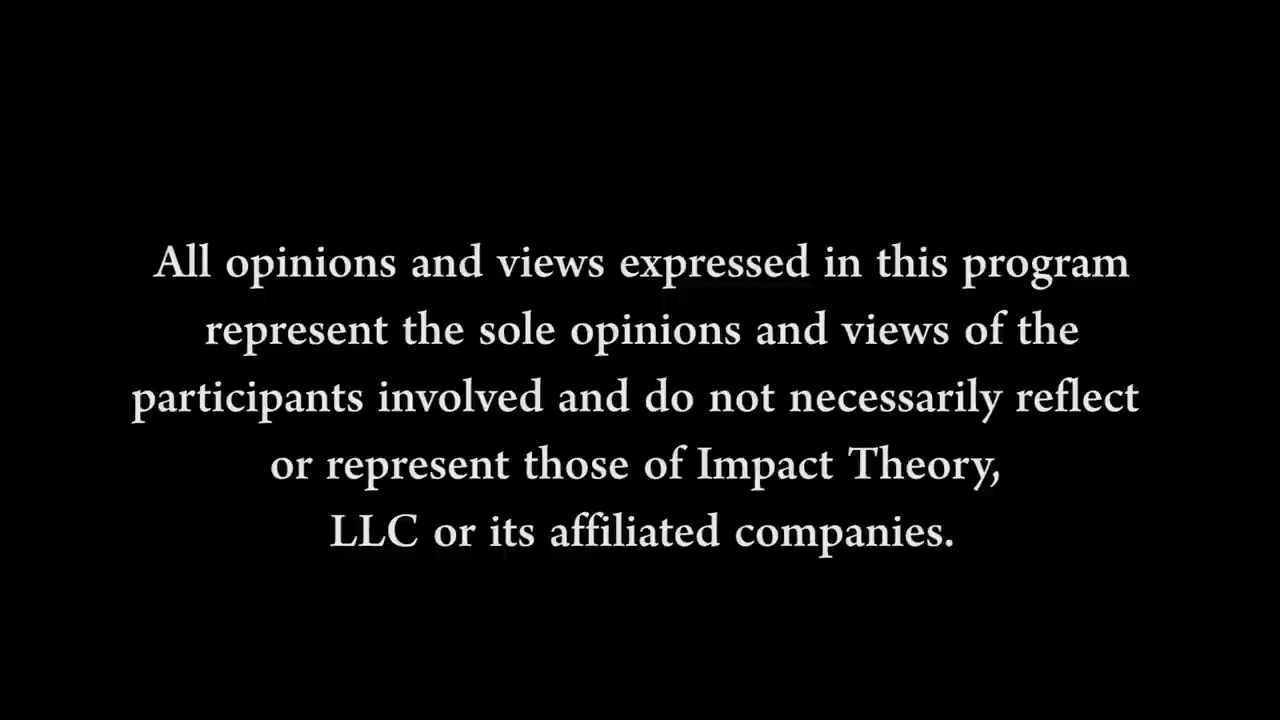 All opinions and views expressed in this program
represent the sole opinions and views of the
participants involved and do not necessarily reflect
or represent those of Impact Theory,
LLC or its affiliated companies.